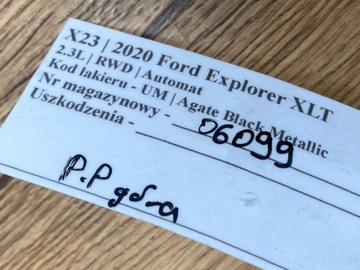 X23 | 2020 Ford Explorer XLT
2.3L | RWD | Automat
Kod lakieru - UM | Agate Black Metallic
Nr magazynowy - 06099
Uszkodzenia -
P.P góra